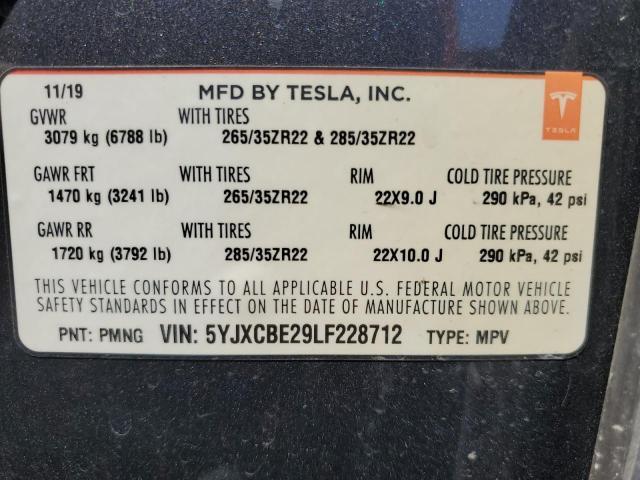 11/19 MFD BY TESLA, INC.
GVWR WITH TIRES
3079 kg (6788 lb) 265/35ZR22 & 285/35ZR22
TESLA
GAWR FRT WITH TIRES RIM COLD TIRE PRESSURE
1470 kg (3241 lb) 265/35ZR22 22X9.0 J 290 kPa, 42 psi
GAWR RR WITH TIRES RIM COLD TIRE PRESSURE
1720 kg (3792 lb) 285/35ZR22 22X10.0 J 290 kPa, 42 psi
THIS VEHICLE CONFORMS TO ALL APPLICABLE U.S. FEDERAL MOTOR VEHICLE
SAFETY STANDARDS IN EFFECT ON THE DATE OF MANUFACTURE SHOWN ABOVE.
PNT: PMNG VIN: 5YJXCBE29LF228712 TYPE: MPV